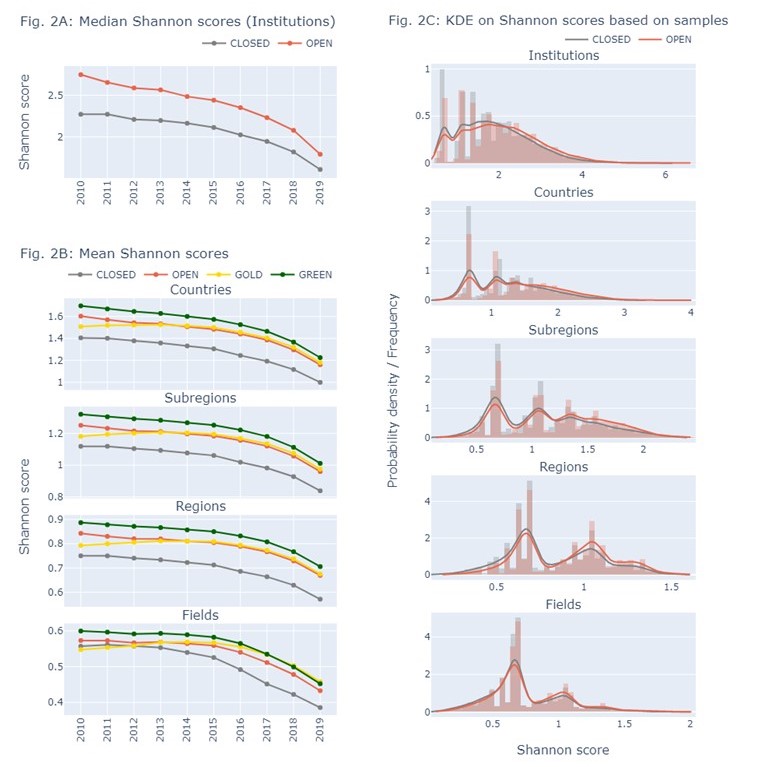 Fig. 2A: Median Shannon scores (Institutions)
CLOSED OPEN
Shannon score
2.5
2
2010 2011 2012 2013 2014 2015 2016 2017 2018 2019
Fig. 2B: Mean Shannon scores
CLOSED OPEN GOLD GREEN
Countries
1.6
1.4
1.2
1
Subregions
1.2
1
0.8
Shannon score
Regions
0.9
0.8
0.7
0.6
Fields
0.6
0.5
0.4
2010 2011 2012 2013 2014 2015 2016 2017 2018 2019
Fig. 2C: KDE on Shannon scores based on samples
CLOSED OPEN
Institutions
1
0.5
0
2 4 6
Countries
3
2
1
0
1 2 3 4
Probability density / Frequency
Subregions
3
2
1
0
0.5 1 1.5 2
Regions
4
2
0
0.5 1 1.5
Fields
4
2
0
0.5 1 1.5 2
Shannon score